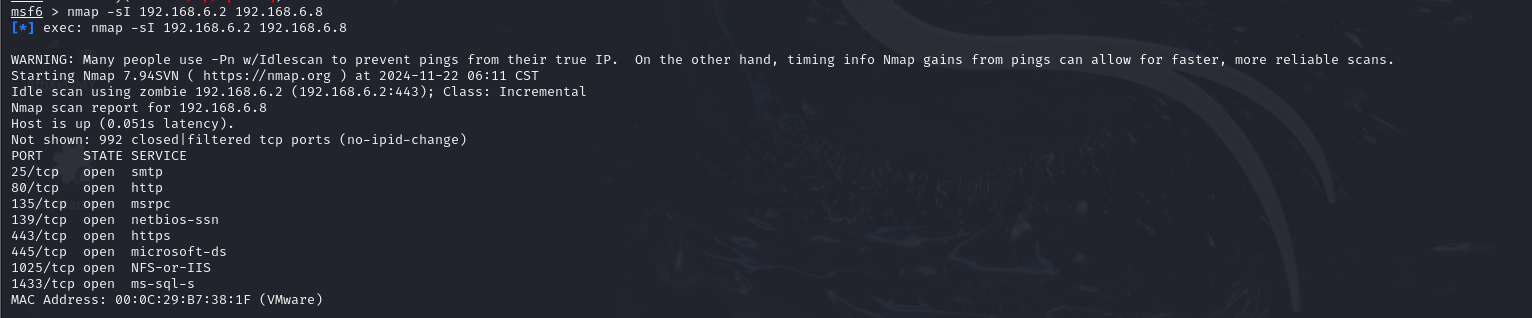 msf6 > nmap -sI 192.168.6.2 192.168.6.8
[*] exec: nmap -sI 192.168.6.2 192.168.6.8
WARNING: Many people use -Pn w/Idlescan to prevent pings from their true IP.  On the other hand, timing info Nmap gains from pings can allow for faster, more reliable scans.
Starting Nmap 7.94SVN ( https://nmap.org ) at 2024-11-22 06:11 CST
Idle scan using zombie 192.168.6.2 (192.168.6.2:443); Class: Incremental
Nmap scan report for 192.168.6.8
Host is up (0.051s latency).
Not shown: 992 closed|filtered tcp ports (no-ipid-change)
PORT     STATE SERVICE
25/tcp   open  smtp
80/tcp   open  http
135/tcp  open  msrpc
139/tcp  open  netbios-ssn
443/tcp  open  https
445/tcp  open  microsoft-ds
1025/tcp open  NFS-or-IIS
1433/tcp open  ms-sql-s
MAC Address: 00:0C:29:B7:38:1F (VMware)